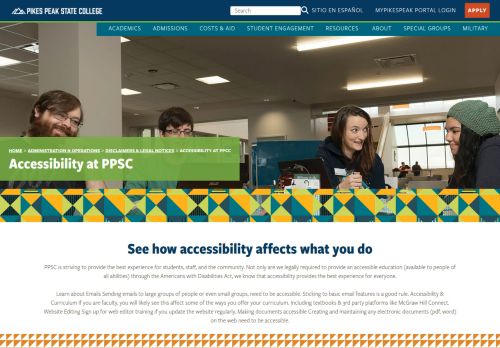 PIKES PEAK STATE COLLEGE
Search
SITIO EN ESPAÑOL
MYPIKESPEAK PORTAL LOGIN
APPLY
ACADEMICS ADMISSIONS COSTS & AID STUDENT ENGAGEMENT RESOURCES ABOUT SPECIAL GROUPS MILITARY
HOME > ADMINISTRATION & OPERATIONS > DISCLAIMERS & LEGAL NOTICES > ACCESSIBILITY AT PPCC
Accessibility at PPSC
See how accessibility affects what you do
PPSC is striving to provide the best experience for students, staff, and the community. Not only are we legally required to provide an accessible education (available to people of
all abilities) through the Americans with Disabilities Act, we know that accessibility provides the best experience for everyone.
Learn about Emails Sending emails to large groups of people or even small groups, need to be accessible. Sticking to basic email features is a good rule. Accessibility &
Curriculum If you are faculty, you will likely see this affect some of the ways you offer your curriculum. Including textbooks & 3rd party platforms like McGraw Hill Connect.
Website Editing Sign up for web editor training if you update the website regularly. Making documents accessible Creating and maintaining any electronic documents (pdf, word)
on the web need to be accessible.